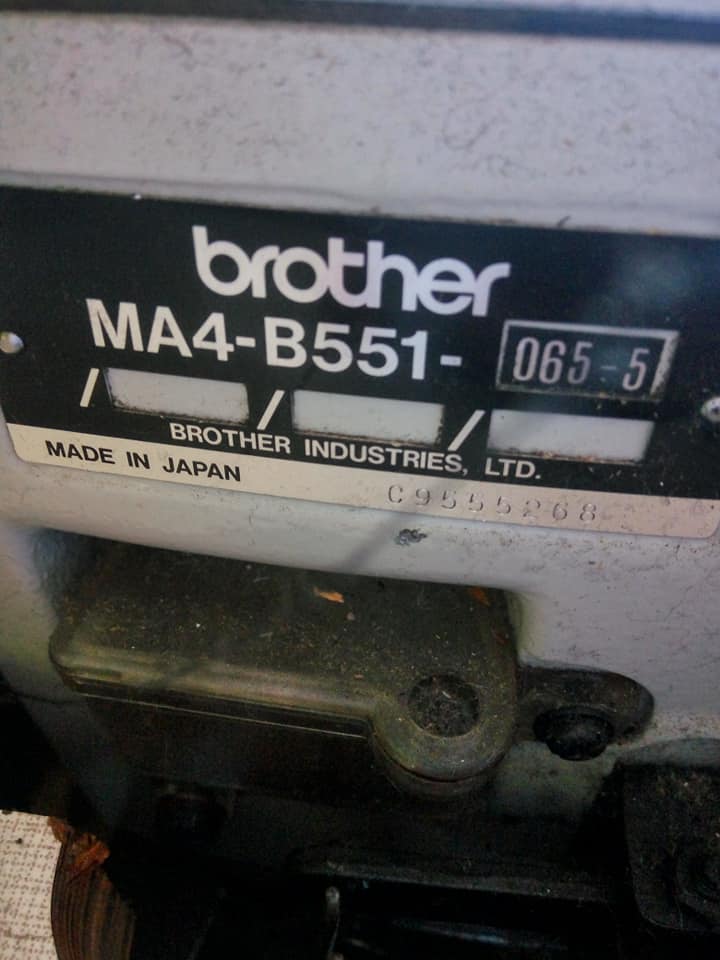 brother
MA4-B551- 065-5
/ / /
BROTHER INDUSTRIES, LTD.
MADE IN JAPAN
C9555268